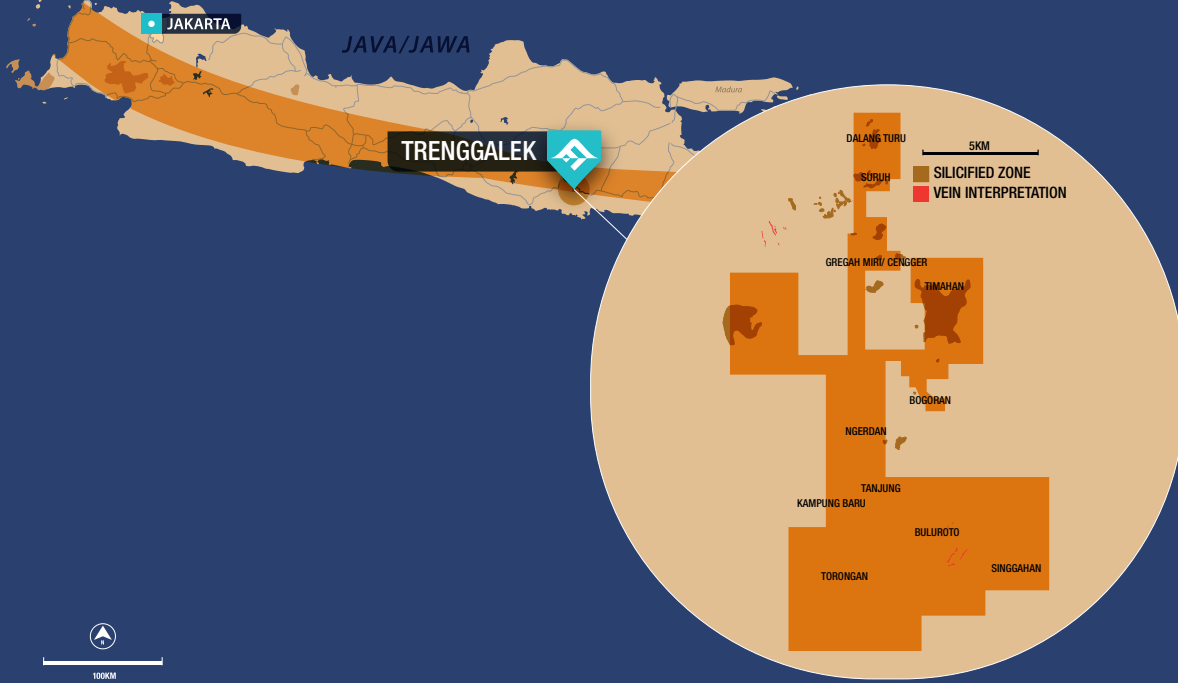 JAKARTA
JAVA/JAWA
Madura
TRENGGALEK
DALANG TURU
5KM
SURUH
SILICIFIED ZONE
VEIN INTERPRETATION
GREGAH MIRI/ CENGGER
TIMAHAN
BOGORAN
NGERDAN
TANJUNG
KAMPUNG BARU
BULUROTO
SINGGAHAN
TORONGAN
N
100KM